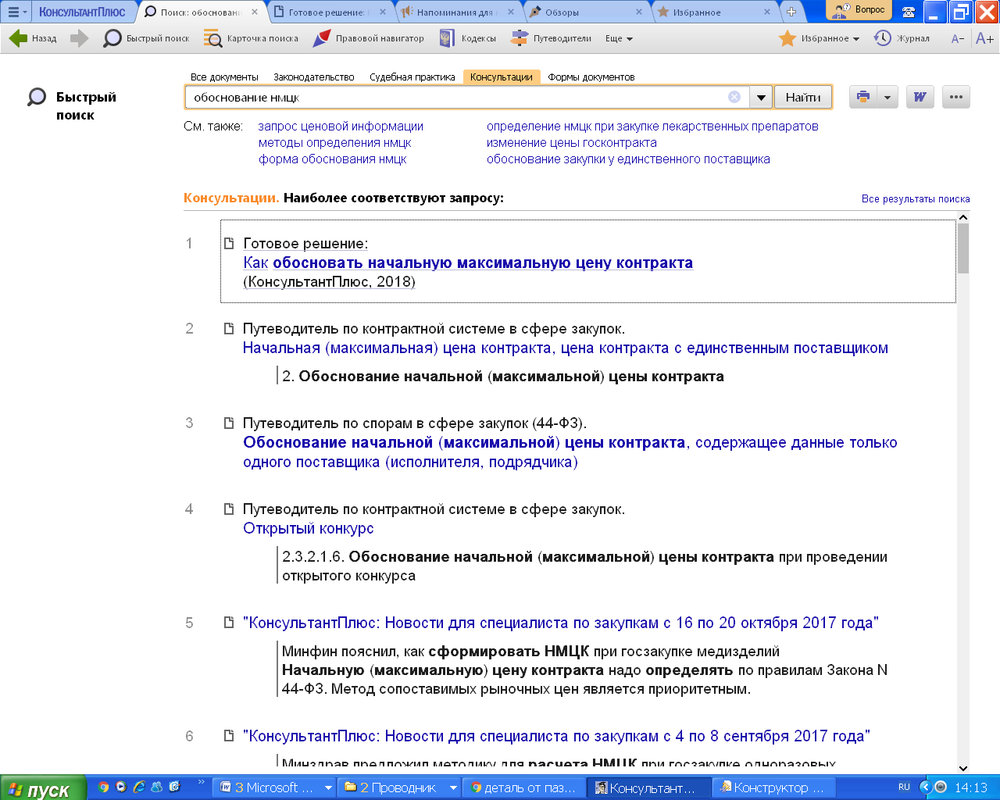 КонсультантПлюс
Поиск: обоснован
Готовое решение:
Напоминания для
Обзоры
Избранное
Вопрос
Назад
Быстрый поиск
Карточка поиска
Правовой навигатор
Кодексы
Путеводители
Еще
Избранное
Журнал
A-
A+
Быстрый
поиск
Все документы
Законодательство
Судебная практика
Консультации
Формы документов
обоснование нмцк
Найти
W
См. также:
запрос ценовой информации
определение нмцк при закупке лекарственных препаратов
методы определения нмцк
изменение цены госконтракта
форма обоснования нмцк
обоснование закупки у единственного поставщика
Консультации. Наиболее соответствуют запросу:
Все результаты поиска
1
Готовое решение:
Как обосновать начальную максимальную цену контракта
(КонсультантПлюс, 2018)
2
Путеводитель по контрактной системе в сфере закупок.
Начальная (максимальная) цена контракта, цена контракта с единственным поставщиком
2. Обоснование начальной (максимальной) цены контракта
3
Путеводитель по спорам в сфере закупок (44-ФЗ).
Обоснование начальной (максимальной) цены контракта, содержащее данные только
одного поставщика (исполнителя, подрядчика)
4
Путеводитель по контрактной системе в сфере закупок.
Открытый конкурс
2.3.2.1.6. Обоснование начальной (максимальной) цены контракта при проведении
открытого конкурса
5
"КонсультантПлюс: Новости для специалиста по закупкам с 16 по 20 октября 2017 года"
Минфин пояснил, как сформировать НМЦК при госзакупке медизделий
Начальную (максимальную) цену контракта надо определять по правилам Закона N
44-ФЗ. Метод сопоставимых рыночных цен является приоритетным.
6
"КонсультантПлюс: Новости для специалиста по закупкам с 4 по 8 сентября 2017 года"
Минздрав предложил методику для расчета НМЦК при госзакупке одноразовых
пуск
3 Microsoft ...
2 Проводник
деталь от паз...
Консультант...
Конструктор ...
RU
14:13